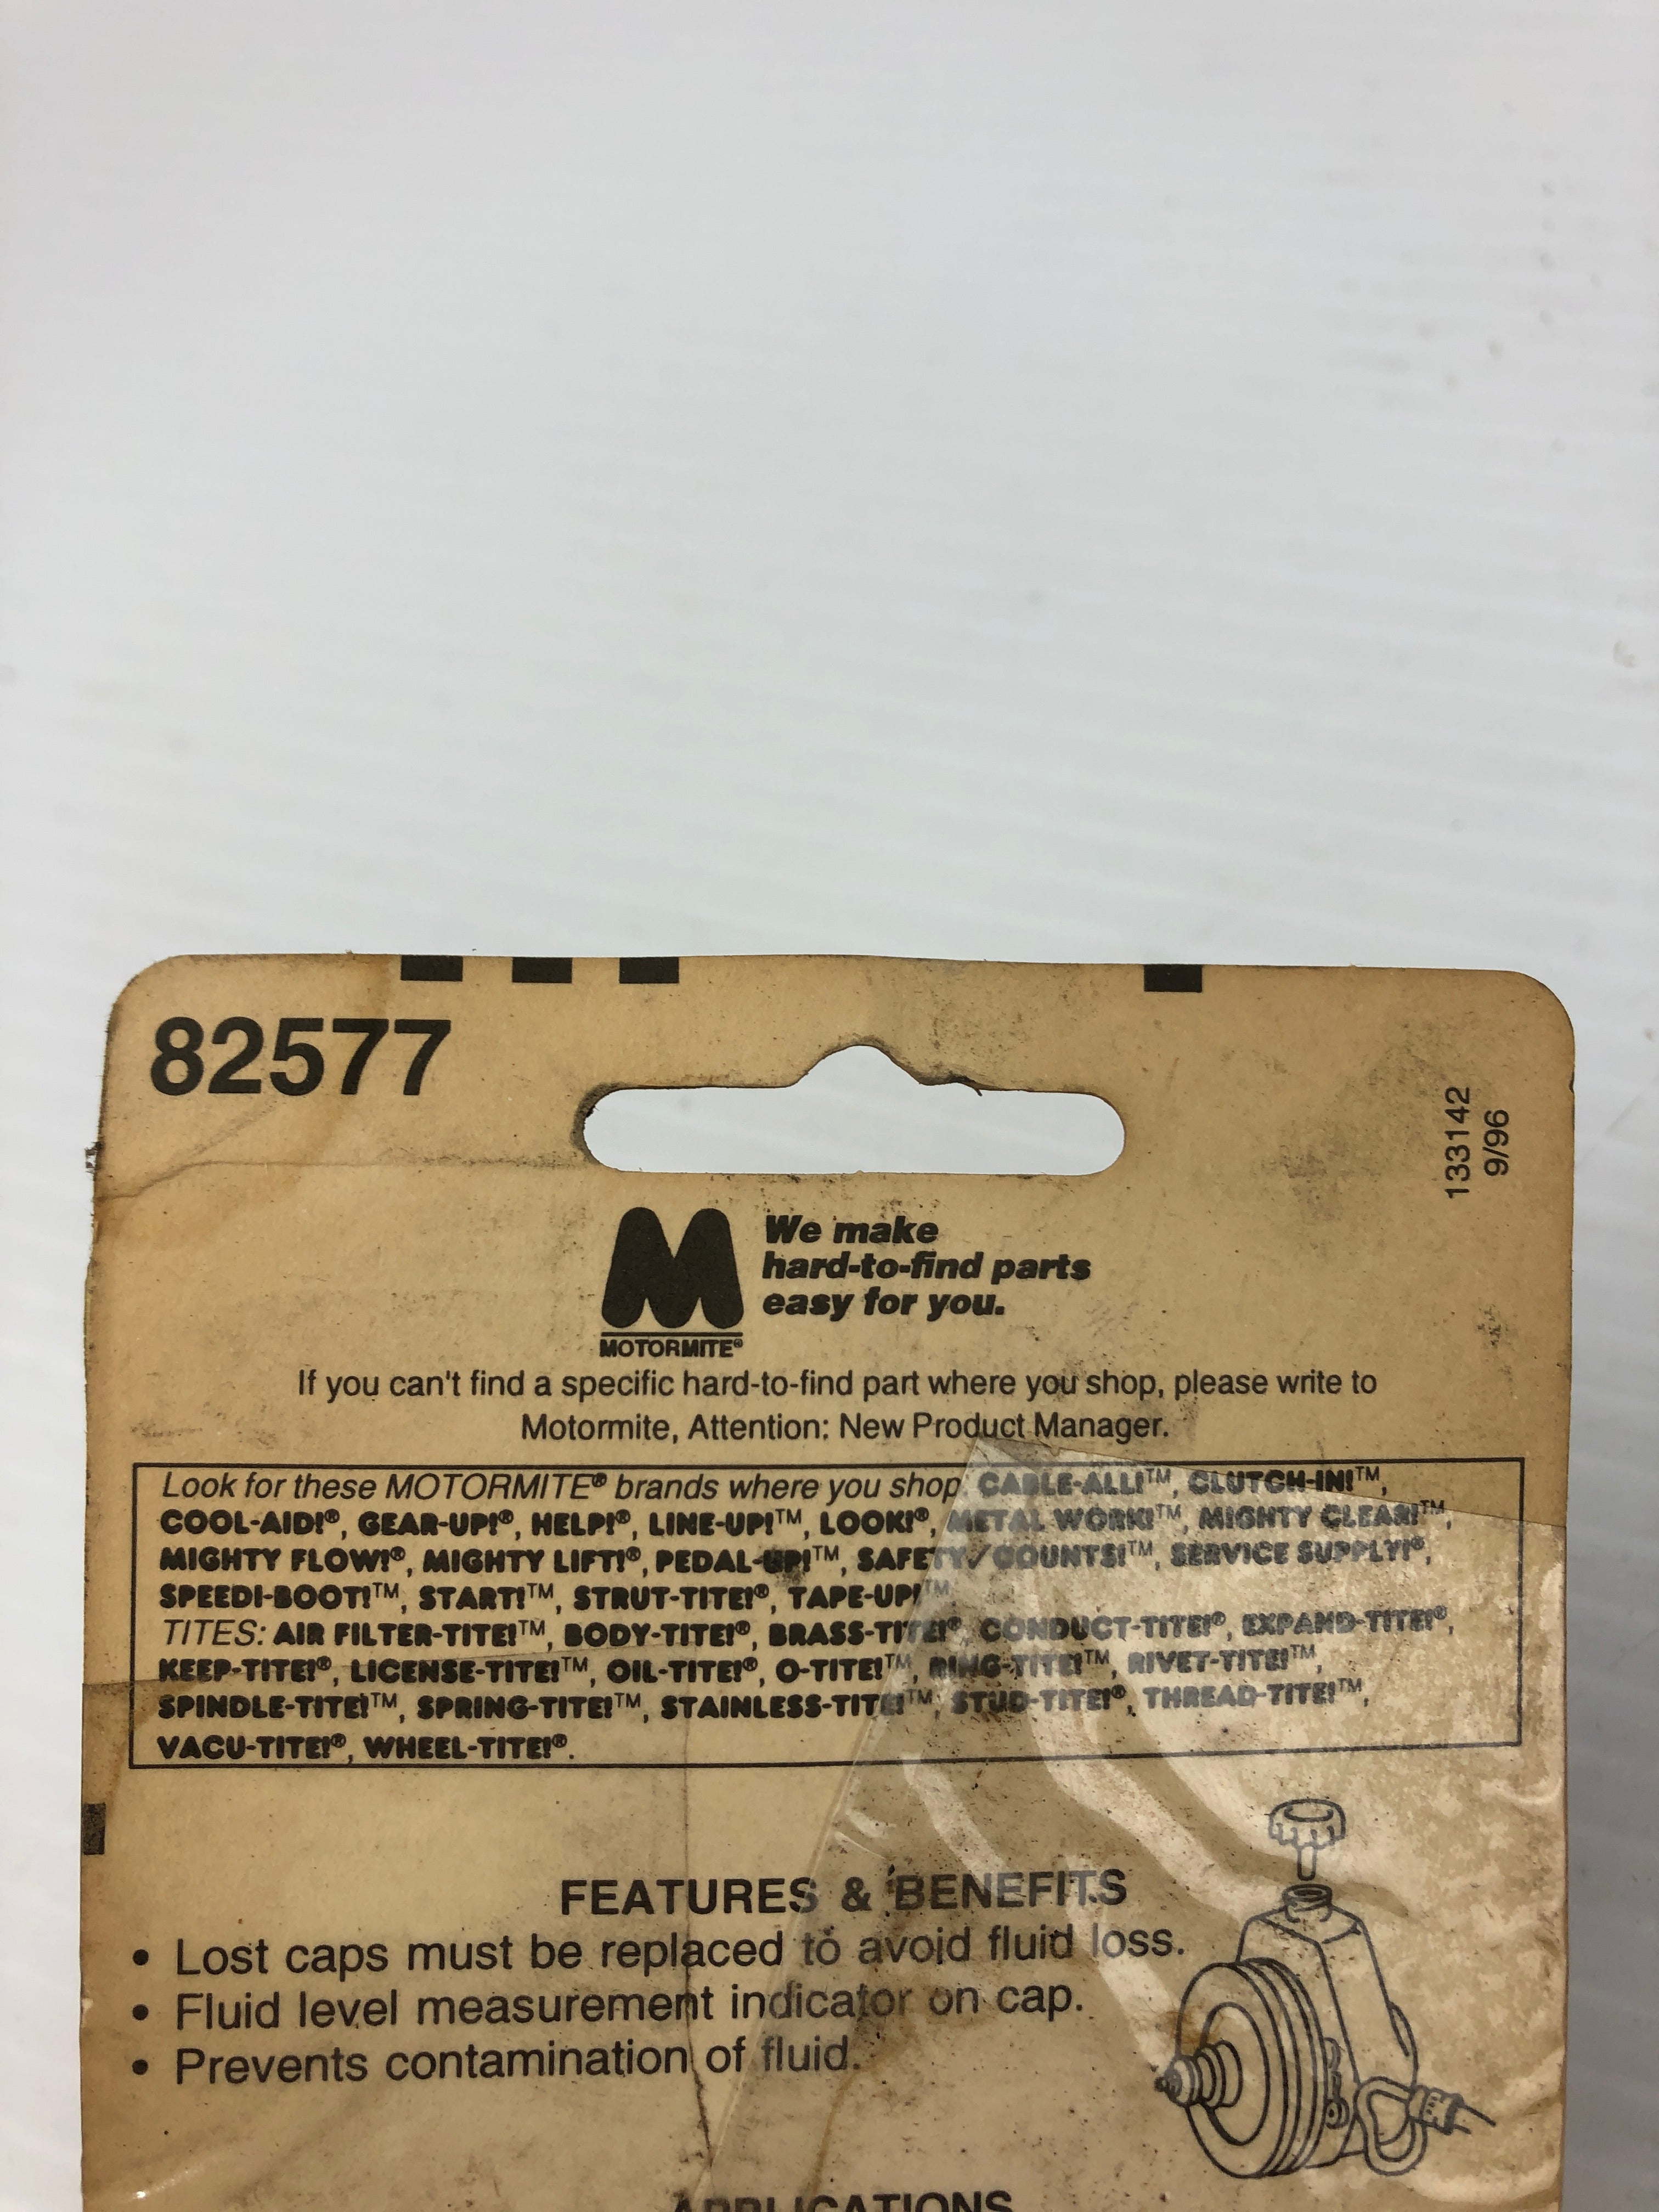 82577
133142
9/96
We make
hard-to-find parts
easy for you.
MOTORMITE®
If you can't find a specific hard-to-find part where you shop, please write to
Motormite, Attention: New Product Manager.
Look for these MOTORMITE® brands where you shop: CABLE-ALL!™, CLUTCH-IN!™,
COOL-AID!®, GEAR-UP!®, HELP!®, LINE-UP!™, LOOK!®, METAL WORK!™, MIGHTY CLEAR!™,
MIGHTY FLOW!®, MIGHTY LIFT!®, PEDAL-UP!™, SAFETY✓COUNTS!™, SERVICE SUPPLY!®,
SPEEDI-BOOT!™, START!™, STRUT-TITE!®, TAPE-UP!™
TITES: AIR FILTER-TITE!™, BODY-TITE!®, BRASS-TITE!®, CONDUCT-TITE!®, EXPAND-TITE!®,
KEEP-TITE!®, LICENSE-TITE!™, OIL-TITE!®, O-TITE!™, RING-TITE!™, RIVET-TITE!™,
SPINDLE-TITE!™, SPRING-TITE!™, STAINLESS-TITE!™, STUD-TITE!®, THREAD-TITE!™,
VACU-TITE!®, WHEEL-TITE!®.
FEATURES & BENEFITS
• Lost caps must be replaced to avoid fluid loss.
• Fluid level measurement indicator on cap.
• Prevents contamination of fluid.
APPLICATIONS